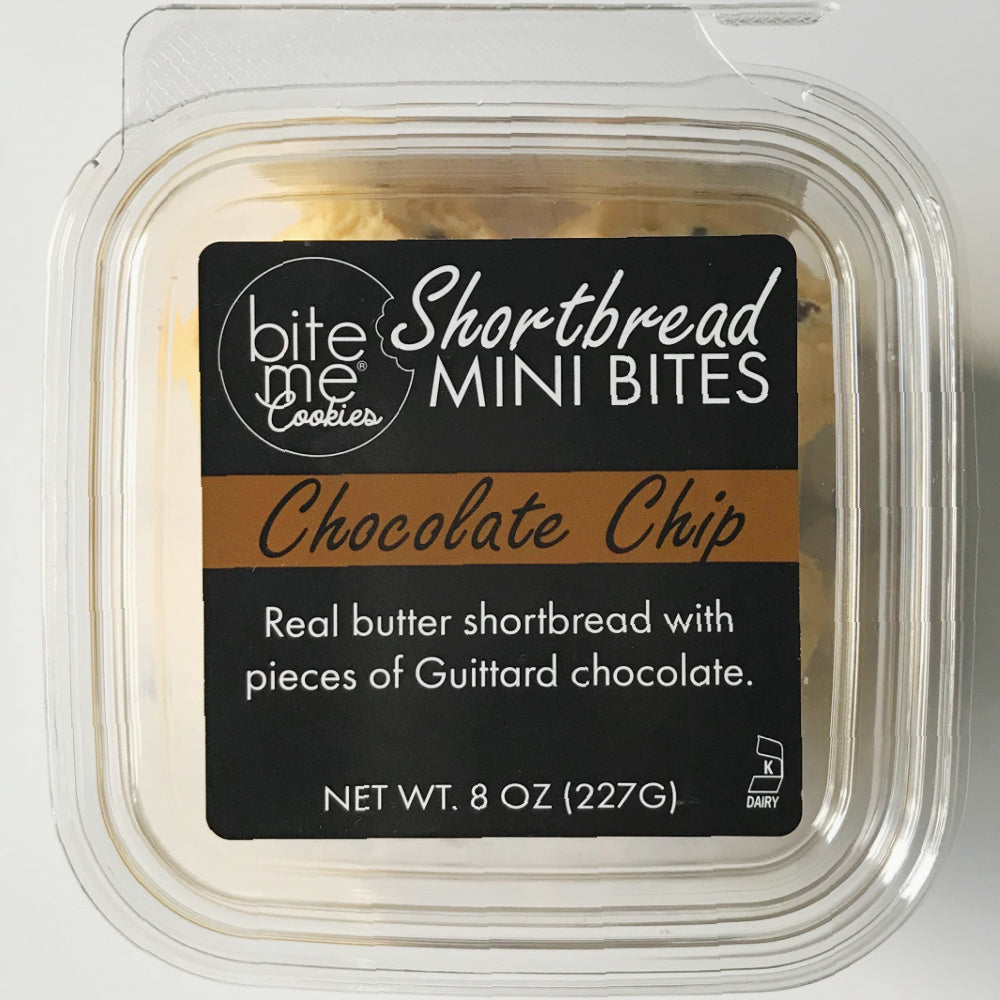 bite
me®
Cookies
Shortbread
MINI BITES
Chocolate Chip
Real butter shortbread with
pieces of Guittard chocolate.
NET WT. 8 OZ (227G)
K
DAIRY